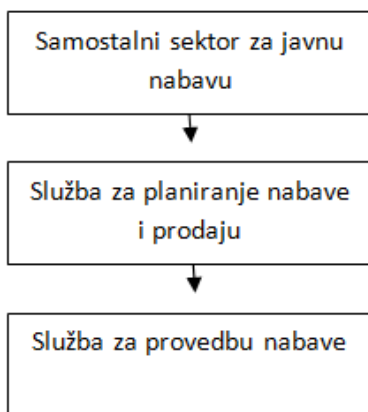 Samostalni sektor za javnu
nabavu
Služba za planiranje nabave
i prodaju
Služba za provedbu nabave